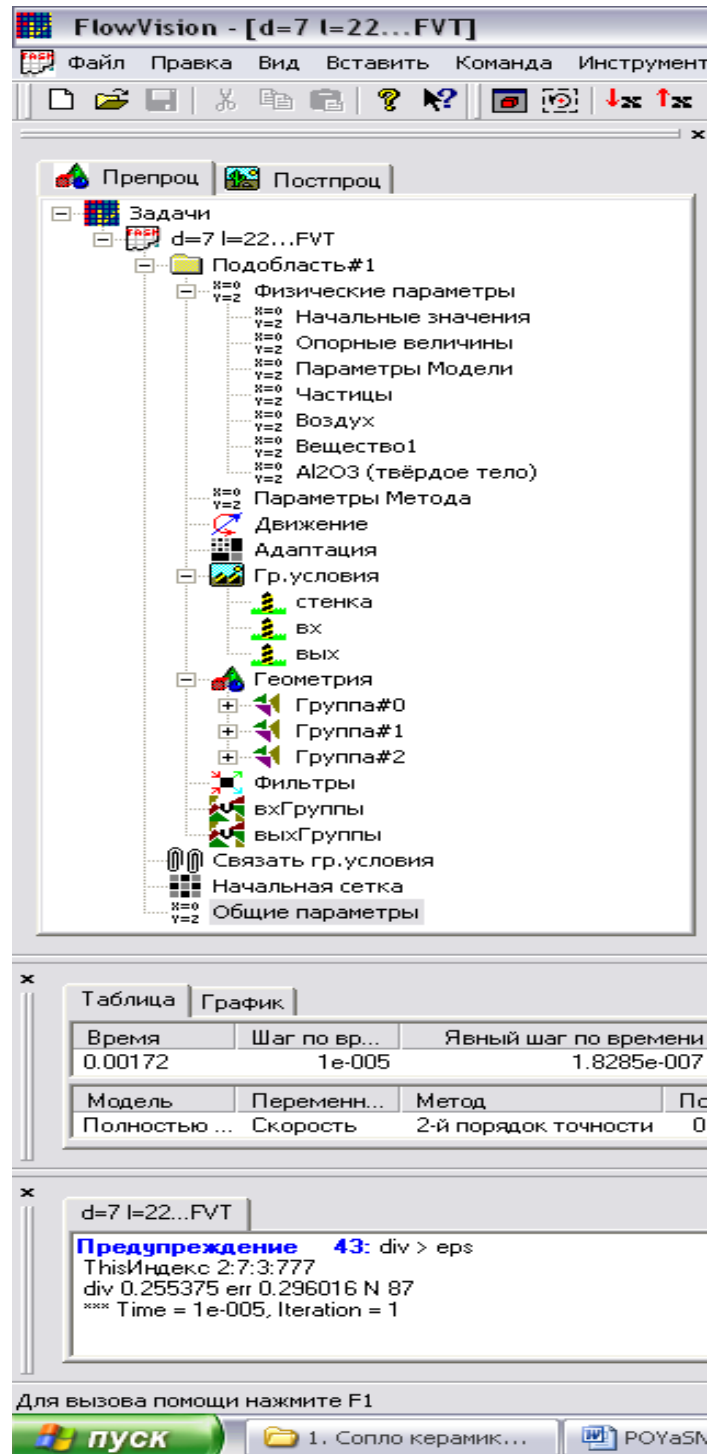 FlowVision - [d=7 l=22...FVT]
Файл Правка Вид Вставить Команда Инструмент
Препроц Постпроц
Задачи
d=7 l=22...FVT
Подобласть#1
Физические параметры
Начальные значения
Опорные величины
Параметры Модели
Частицы
Воздух
Вещество1
Al2O3 (твёрдое тело)
Параметры Метода
Движение
Адаптация
Гр.условия
стенка
вх
вых
Геометрия
Группа#0
Группа#1
Группа#2
Фильтры
вхГруппы
выхГруппы
Связать гр.условия
Начальная сетка
Общие параметры
Таблица График
Время Шаг по вр... Явный шаг по времени
0.00172 1e-005 1.8285e-007
Модель Переменн... Метод По
Полностью ... Скорость 2-й порядок точности 0
d=7 l=22...FVT
Предупреждение 43: div > eps
ThisИндекс 2:7:3:777
div 0.255375 err 0.296016 N 87
*** Time = 1e-005, Iteration = 1
Для вызова помощи нажмите F1
пуск 1. Сопло керамик... POYaSN